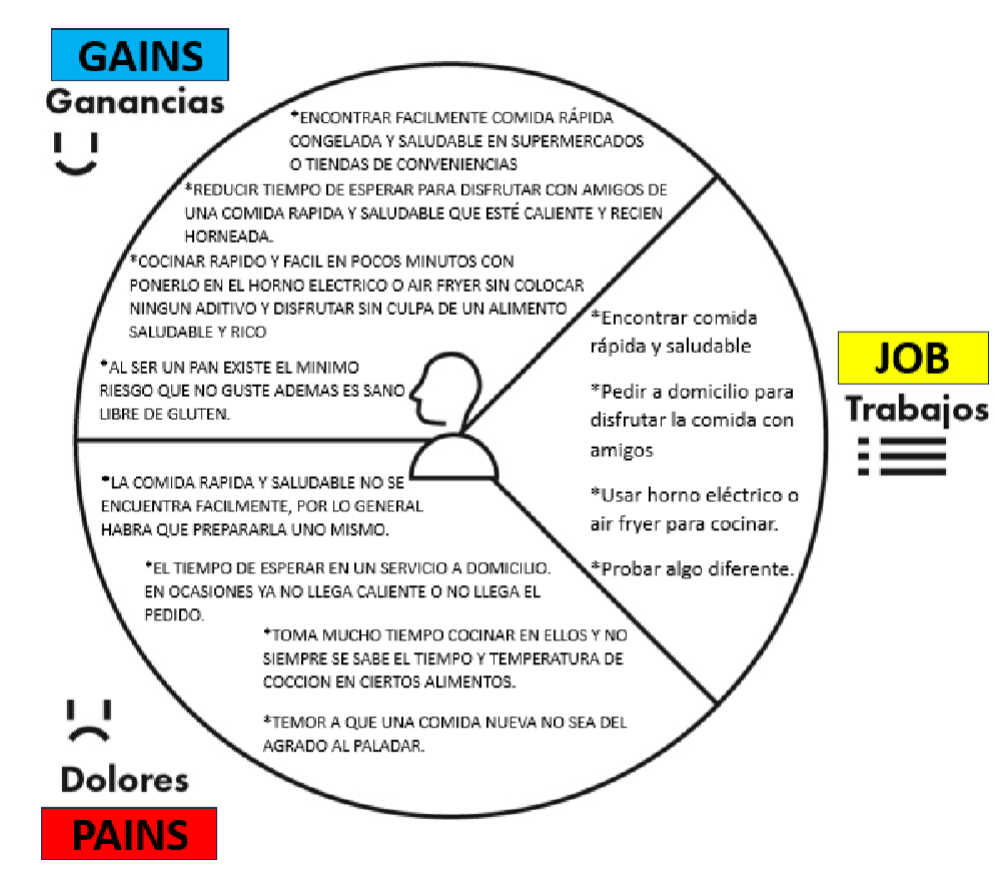 GAINS
Ganancias
*ENCONTRAR FACILMENTE COMIDA RÁPIDA
CONGELADA Y SALUDABLE EN SUPERMERCADOS
O TIENDAS DE CONVENIENCIAS
*REDUCIR TIEMPO DE ESPERAR PARA DISFRUTAR CON AMIGOS DE
UNA COMIDA RAPIDA Y SALUDABLE QUE ESTÉ CALIENTE Y RECIEN
HORNEADA.
*COCINAR RAPIDO Y FACIL EN POCOS MINUTOS CON
PONERLO EN EL HORNO ELECTRICO O AIR FRYER SIN COLOCAR
NINGUN ADITIVO Y DISFRUTAR SIN CULPA DE UN ALIMENTO
SALUDABLE Y RICO
*AL SER UN PAN EXISTE EL MINIMO
RIESGO QUE NO GUSTE ADEMAS ES SANO
LIBRE DE GLUTEN.
*Encontrar comida
rápida y saludable
*Pedir a domicilio para
disfrutar la comida con
amigos
*Usar horno eléctrico o
air fryer para cocinar.
*Probar algo diferente.
JOB
Trabajos
*LA COMIDA RAPIDA Y SALUDABLE NO SE
ENCUENTRA FACILMENTE, POR LO GENERAL
HABRA QUE PREPARARLA UNO MISMO.
*EL TIEMPO DE ESPERAR EN UN SERVICIO A DOMICILIO.
EN OCASIONES YA NO LLEGA CALIENTE O NO LLEGA EL
PEDIDO.
*TOMA MUCHO TIEMPO COCINAR EN ELLOS Y NO
SIEMPRE SE SABE EL TIEMPO Y TEMPERATURA DE
COCCION EN CIERTOS ALIMENTOS.
*TEMOR A QUE UNA COMIDA NUEVA NO SEA DEL
AGRADO AL PALADAR.
Dolores
PAINS